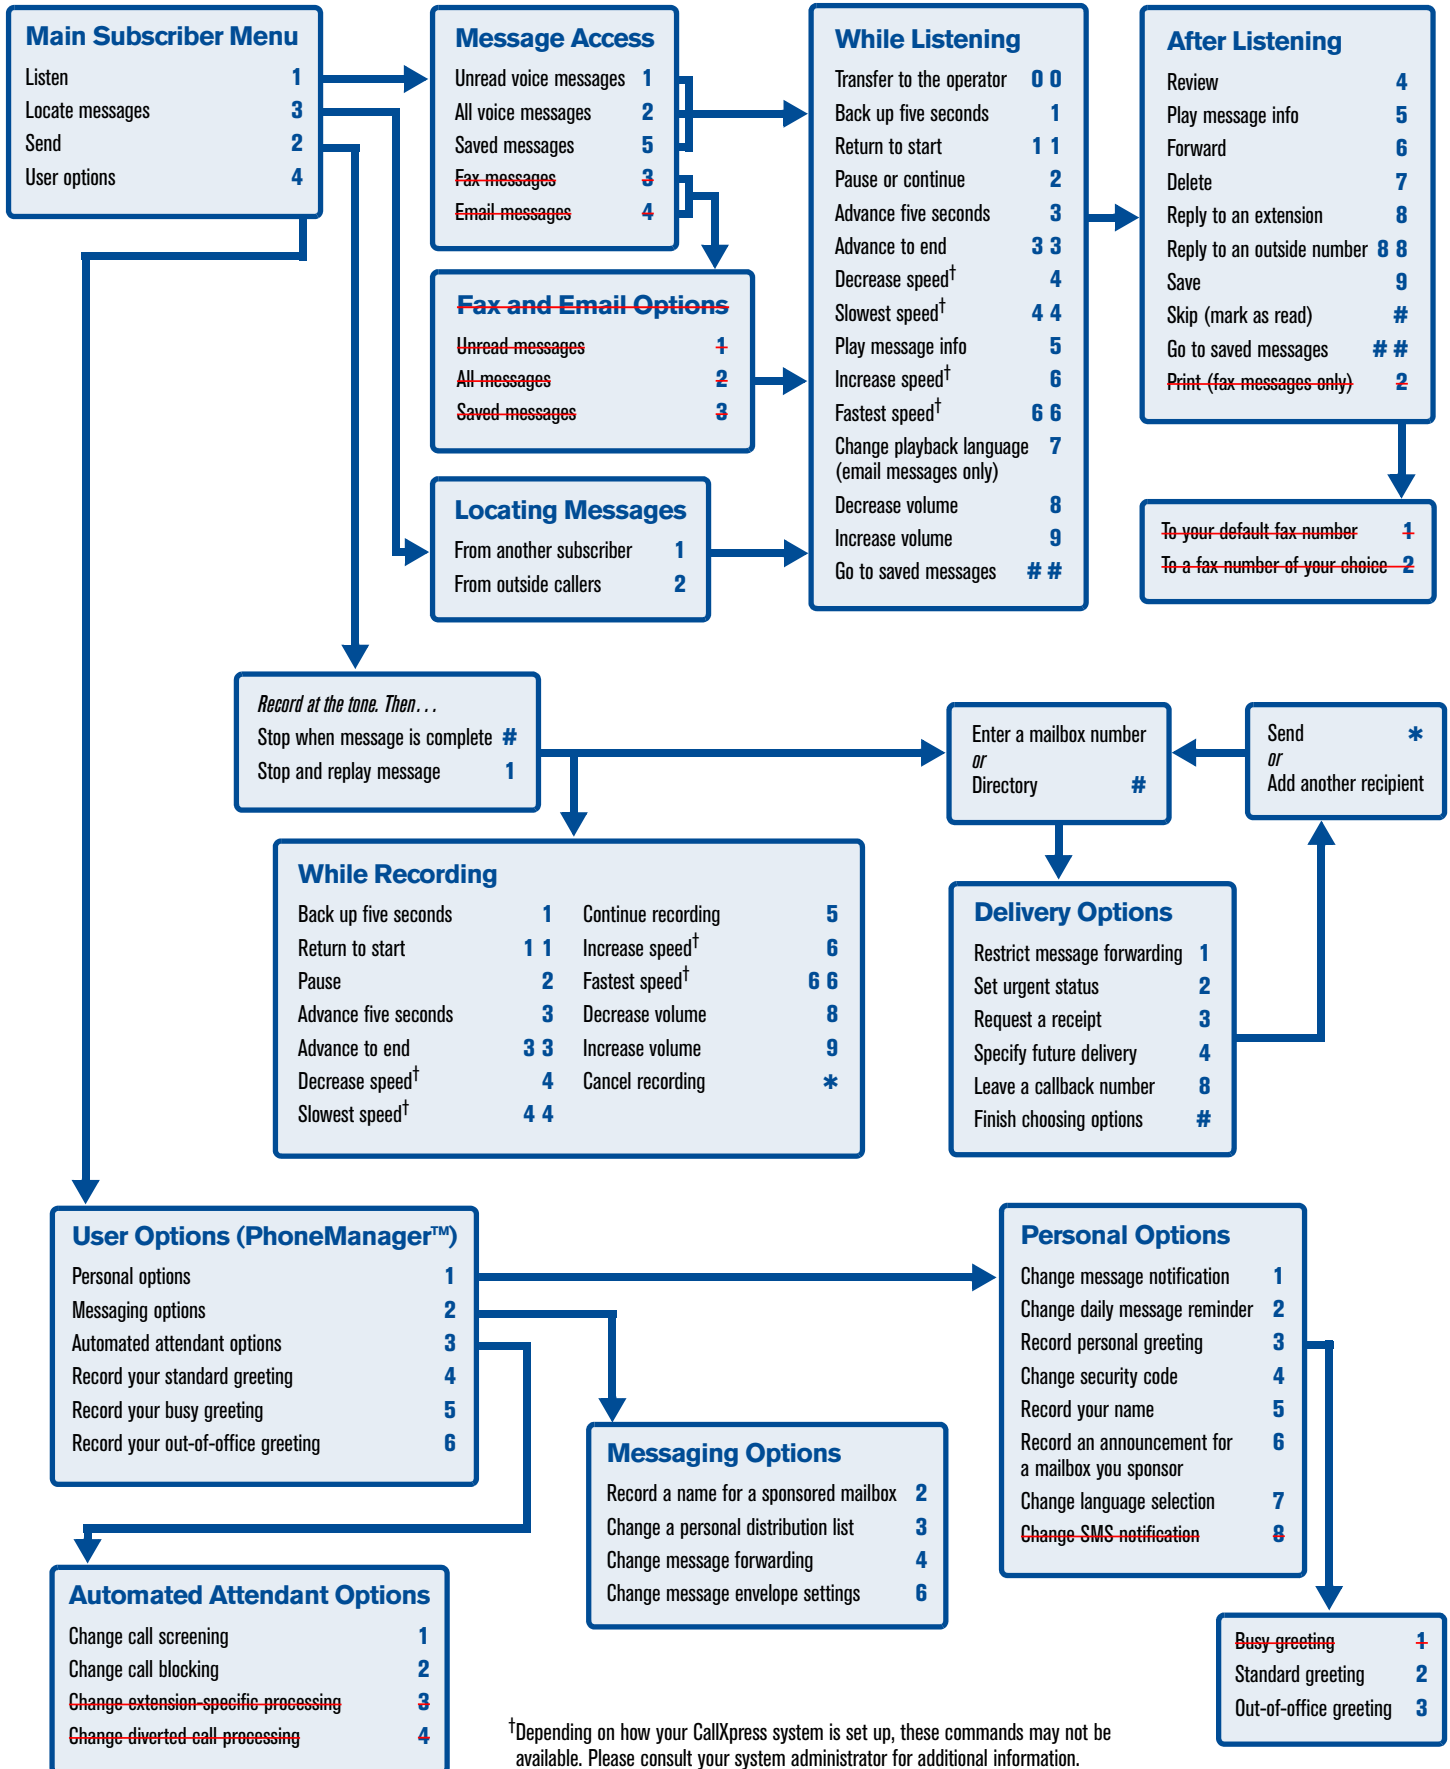 Main Subscriber Menu
Listen 1
Locate messages 3
Send 2
User options 4
Message Access
Unread voice messages 1
All voice messages 2
Saved messages 5
Fax messages 3
Email messages 4
Fax and Email Options
Unread messages 1
All messages 2
Saved messages 3
Locating Messages
From another subscriber 1
From outside callers 2
While Listening
Transfer to the operator 0 0
Back up five seconds 1
Return to start 1 1
Pause or continue 2
Advance five seconds 3
Advance to end 3 3
Decrease speed† 4
Slowest speed† 4 4
Play message info 5
Increase speed† 6
Fastest speed† 6 6
Change playback language 7
(email messages only)
Decrease volume 8
Increase volume 9
Go to saved messages # #
After Listening
Review 4
Play message info 5
Forward 6
Delete 7
Reply to an extension 8
Reply to an outside number 8 8
Save 9
Skip (mark as read) #
Go to saved messages # #
Print (fax messages only) 2
To your default fax number 1
To a fax number of your choice 2
Record at the tone. Then . . .
Stop when message is complete #
Stop and replay message 1
Enter a mailbox number
or
Directory #
Send *
or
Add another recipient
While Recording
Back up five seconds 1
Return to start 1 1
Pause 2
Advance five seconds 3
Advance to end 3 3
Decrease speed† 4
Slowest speed† 4 4
Continue recording 5
Increase speed† 6
Fastest speed† 6 6
Decrease volume 8
Increase volume 9
Cancel recording *
Delivery Options
Restrict message forwarding 1
Set urgent status 2
Request a receipt 3
Specify future delivery 4
Leave a callback number 8
Finish choosing options #
User Options (PhoneManager™)
Personal options 1
Messaging options 2
Automated attendant options 3
Record your standard greeting 4
Record your busy greeting 5
Record your out-of-office greeting 6
Personal Options
Change message notification 1
Change daily message reminder 2
Record personal greeting 3
Change security code 4
Record your name 5
Record an announcement for 6
a mailbox you sponsor
Change language selection 7
Change SMS notification 8
Messaging Options
Record a name for a sponsored mailbox 2
Change a personal distribution list 3
Change message forwarding 4
Change message envelope settings 6
Automated Attendant Options
Change call screening 1
Change call blocking 2
Change extension-specific processing 3
Change diverted call processing 4
Busy greeting 1
Standard greeting 2
Out-of-office greeting 3
†Depending on how your CallXpress system is set up, these commands may not be
available. Please consult your system administrator for additional information.